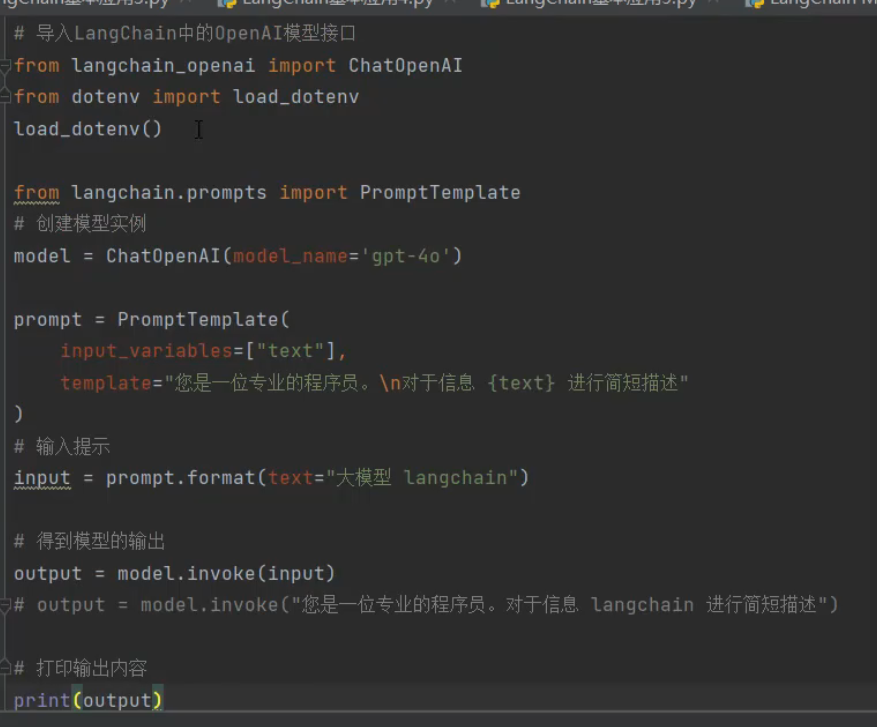 # 导入LangChain中的OpenAI模型接口
from langchain_openai import ChatOpenAI
from dotenv import load_dotenv
load_dotenv()
from langchain.prompts import PromptTemplate
# 创建模型实例
model = ChatOpenAI(model_name='gpt-4o')
prompt = PromptTemplate(
    input_variables=["text"],
    template="您是一位专业的程序员。\n对于信息 {text} 进行简短描述"
)
# 输入提示
input = prompt.format(text="大模型 langchain")
# 得到模型的输出
output = model.invoke(input)
# output = model.invoke("您是一位专业的程序员。对于信息 langchain 进行简短描述")
# 打印输出内容
print(output)